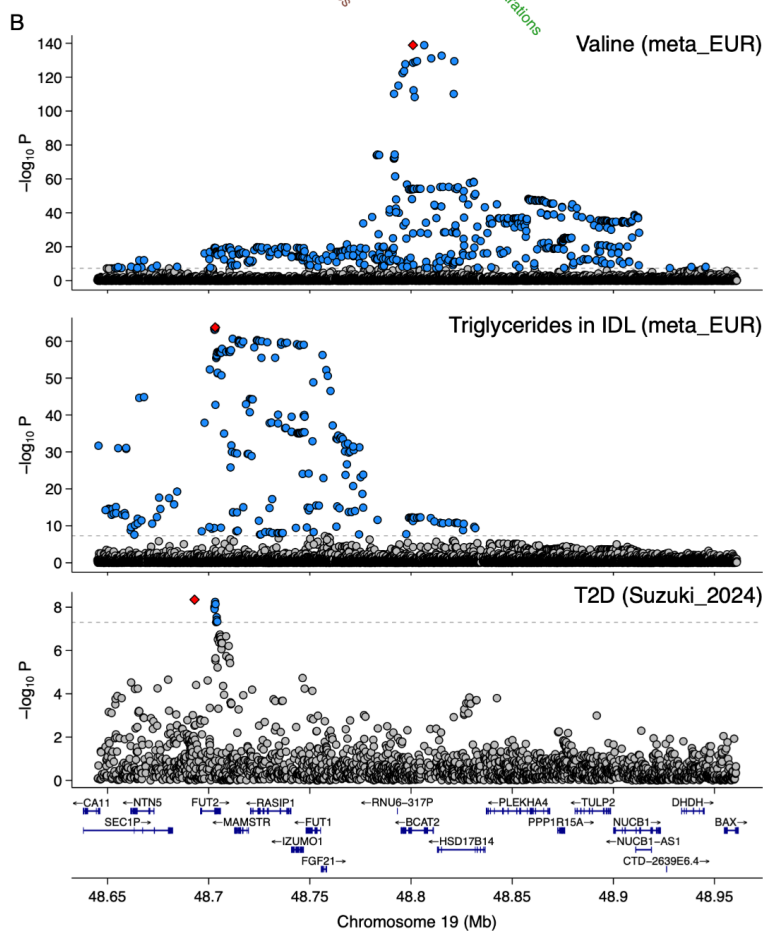 rations
B
Valine (meta_EUR)
140
120
100
80
60
40
20
0
−log10 P
Triglycerides in IDL (meta_EUR)
60
50
40
30
20
10
0
−log10 P
T2D (Suzuki_2024)
8
6
4
2
0
−log10 P
←CA11 ←NTN5 FUT2→ ←RASIP1 ←RNU6−317P ←PLEKHA4 ←TULP2 DHDH→
SEC1P→ ←MAMSTR ←FUT1 ←BCAT2 PPP1R15A→ NUCB1→ BAX→
←IZUMO1 ←HSD17B14 ←NUCB1−AS1
FGF21→ CTD−2639E6.4→
48.65 48.7 48.75 48.8 48.85 48.9 48.95
Chromosome 19 (Mb)